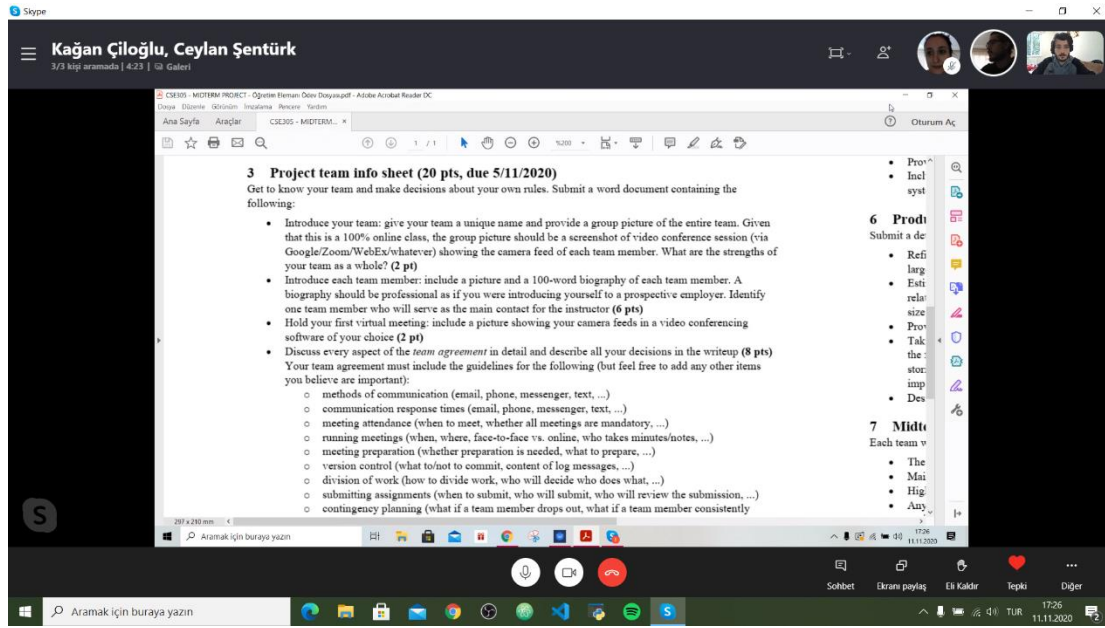 Skype
Kağan Çiloğlu, Ceylan Şentürk
3/3 kişi aramada | 4:23 | Galeri
CSE305 - MIDTERM PROJECT - Öğretim Elemanı Ödev Dosyası.pdf - Adobe Acrobat Reader DC
Dosya Düzenle Görünüm İmzalama Pencere Yardım
Ana Sayfa Araçlar CSE305 - MIDTERM... × Oturum Aç
1 / 1 %200
3 Project team info sheet (20 pts, due 5/11/2020)
Get to know your team and make decisions about your own rules. Submit a word document containing the
following:
• Introduce your team: give your team a unique name and provide a group picture of the entire team. Given
that this is a 100% online class, the group picture should be a screenshot of video conference session (via
Google/Zoom/WebEx/whatever) showing the camera feed of each team member. What are the strengths of
your team as a whole? (2 pt)
• Introduce each team member: include a picture and a 100-word biography of each team member. A
biography should be professional as if you were introducing yourself to a prospective employer. Identify
one team member who will serve as the main contact for the instructor (6 pts)
• Hold your first virtual meeting: include a picture showing your camera feeds in a video conferencing
software of your choice (2 pt)
• Discuss every aspect of the team agreement in detail and describe all your decisions in the writeup (8 pts)
Your team agreement must include the guidelines for the following (but feel free to add any other items
you believe are important):
○ methods of communication (email, phone, messenger, text, ...)
○ communication response times (email, phone, messenger, text, ...)
○ meeting attendance (when to meet, whether all meetings are mandatory, ...)
○ running meetings (when, where, face-to-face vs. online, who takes minutes/notes, ...)
○ meeting preparation (whether preparation is needed, what to prepare, ...)
○ version control (what to/not to commit, content of log messages, ...)
○ division of work (how to divide work, who will decide who does what, ...)
○ submitting assignments (when to submit, who will submit, who will review the submission, ...)
○ contingency planning (what if a team member drops out, what if a team member consistently
• Prov
• Incl
syst
6 Produ
Submit a de
• Refi
larg
• Esti
rela
size
• Prov
• Tak
the
stor
imp
• Des
7 Midte
Each team w
• The
• Mai
• Hig
• Any
297 x 210 mm
Aramak için buraya yazın
17:26
11.11.2020
Sohbet Ekranı paylaş Eli Kaldır Tepki Diğer
Aramak için buraya yazın
TUR
17:26
11.11.2020